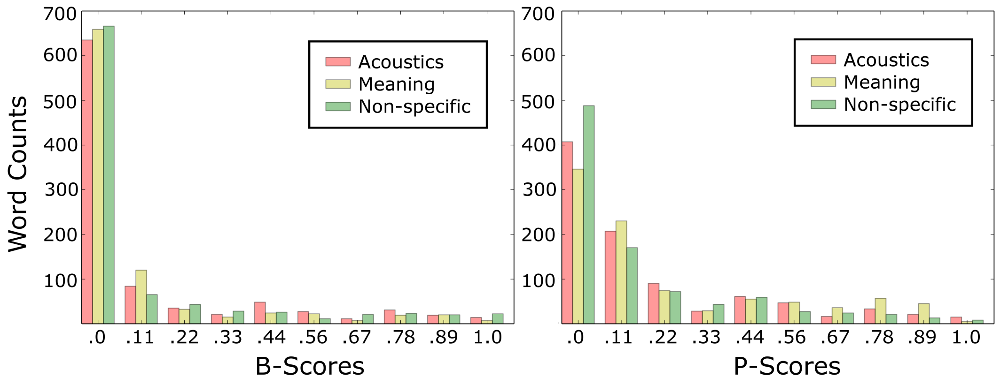 Word Counts
700
600
500
400
300
200
100
Acoustics
Meaning
Non-specific
.0 .11 .22 .33 .44 .56 .67 .78 .89 1.0
B-Scores
700
600
500
400
300
200
100
Acoustics
Meaning
Non-specific
.0 .11 .22 .33 .44 .56 .67 .78 .89 1.0
P-Scores